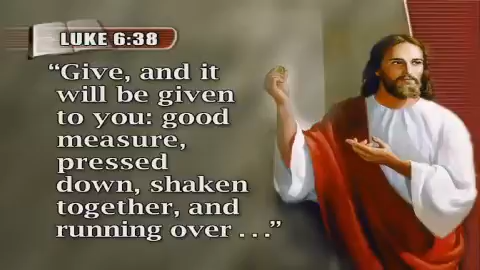 LUKE 6:38
“Give, and it
will be given
to you: good
measure,
pressed
down, shaken
together, and
running over . . .”